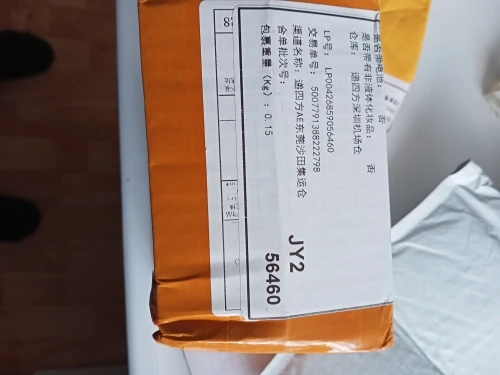 是否带电池： 否
是否带有非液体化妆品： 否
仓库： 递四方深圳机场仓
LP号： LP00426859056460
交易单号： 5007791388222798
渠道名称： 递四方AE东莞沙田集运仓
合单批次号：
包裹重量（Kg）：0.15
JY2
56460